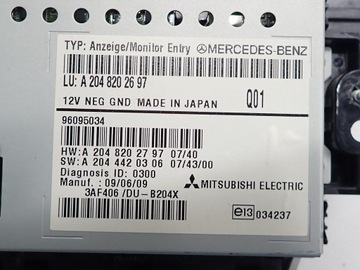 TYP: Anzeige/Monitor Entry MERCEDES-BENZ
LU: A 204 820 26 97
12V NEG GND MADE IN JAPAN Q01
96095034
HW: A 204 820 27 97 07/40
SW: A 204 442 03 06 07/43/00
Diagnosis ID: 0300
Manuf. : 09/06/09 MITSUBISHI ELECTRIC
3AF406 /DU-B204X
e13 034237